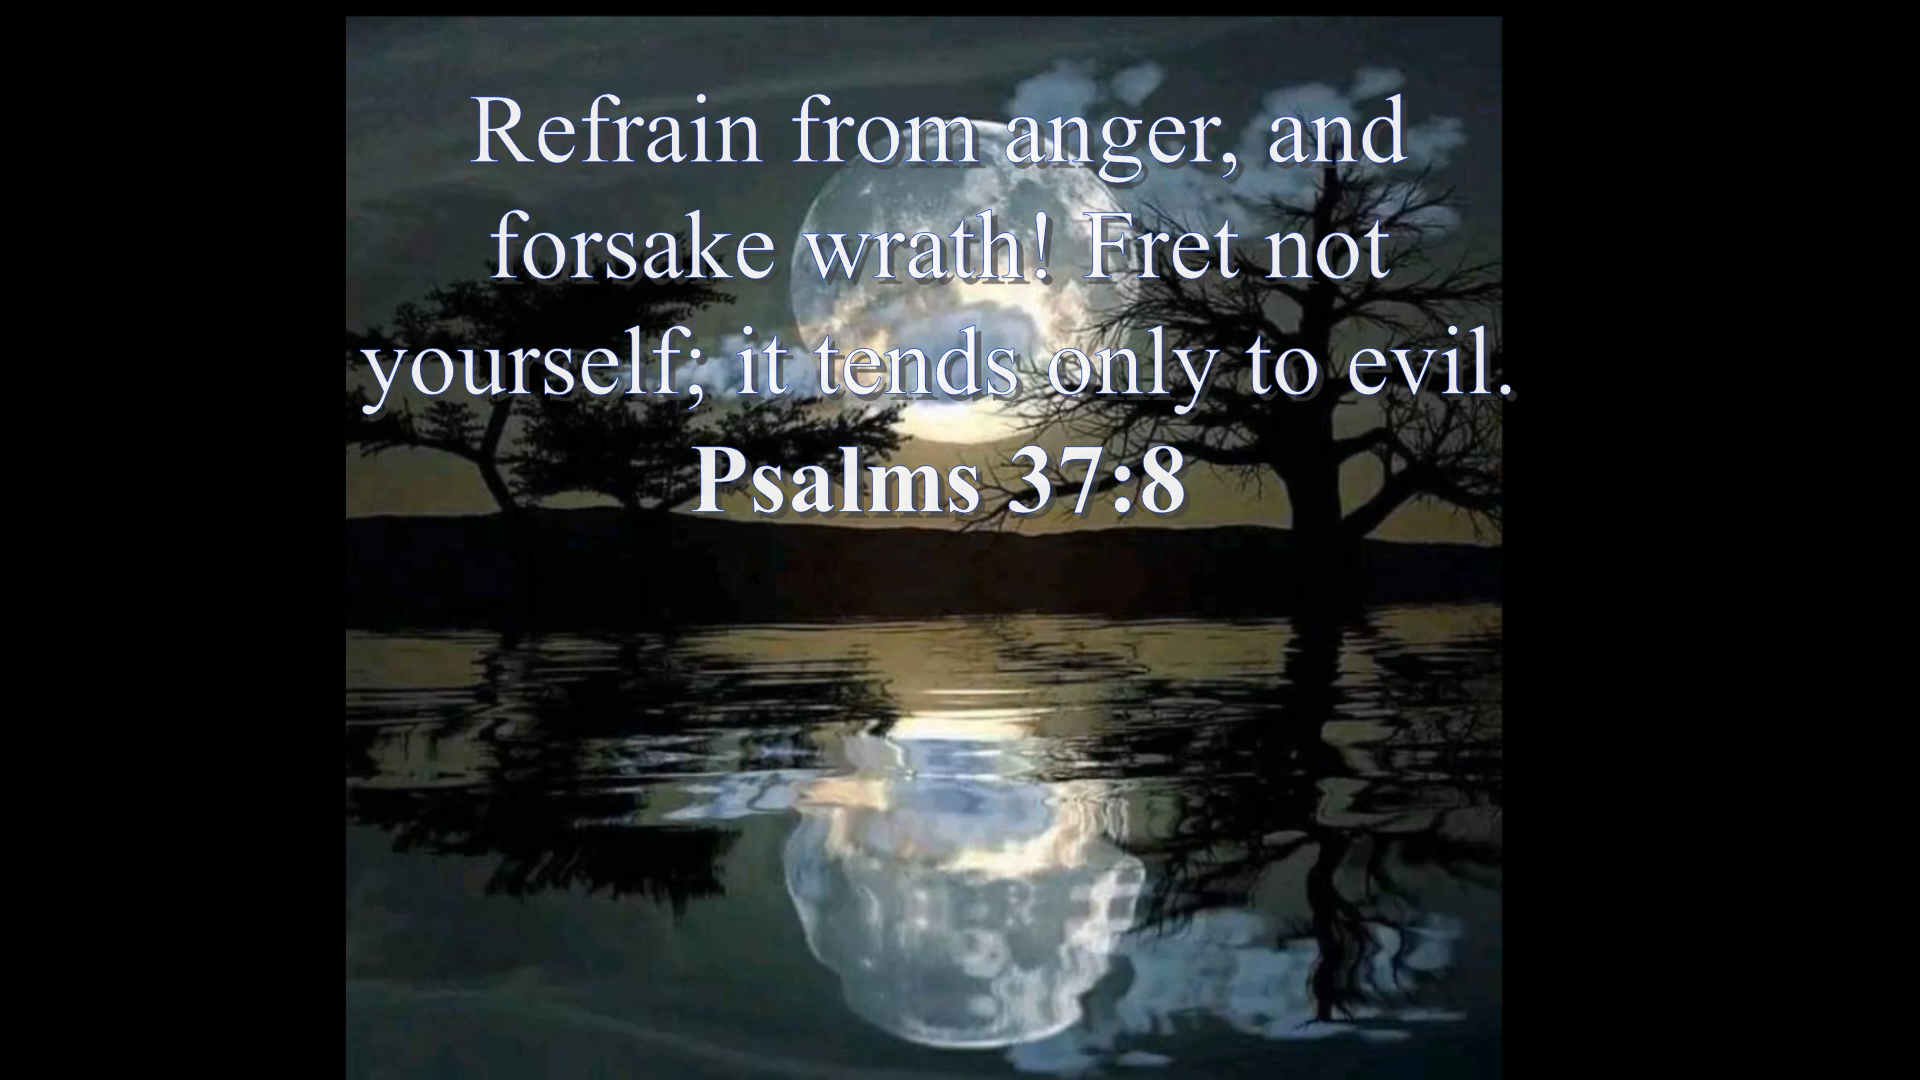 Refrain from anger, and
forsake wrath! Fret not
yourself; it tends only to evil.
Psalms 37:8